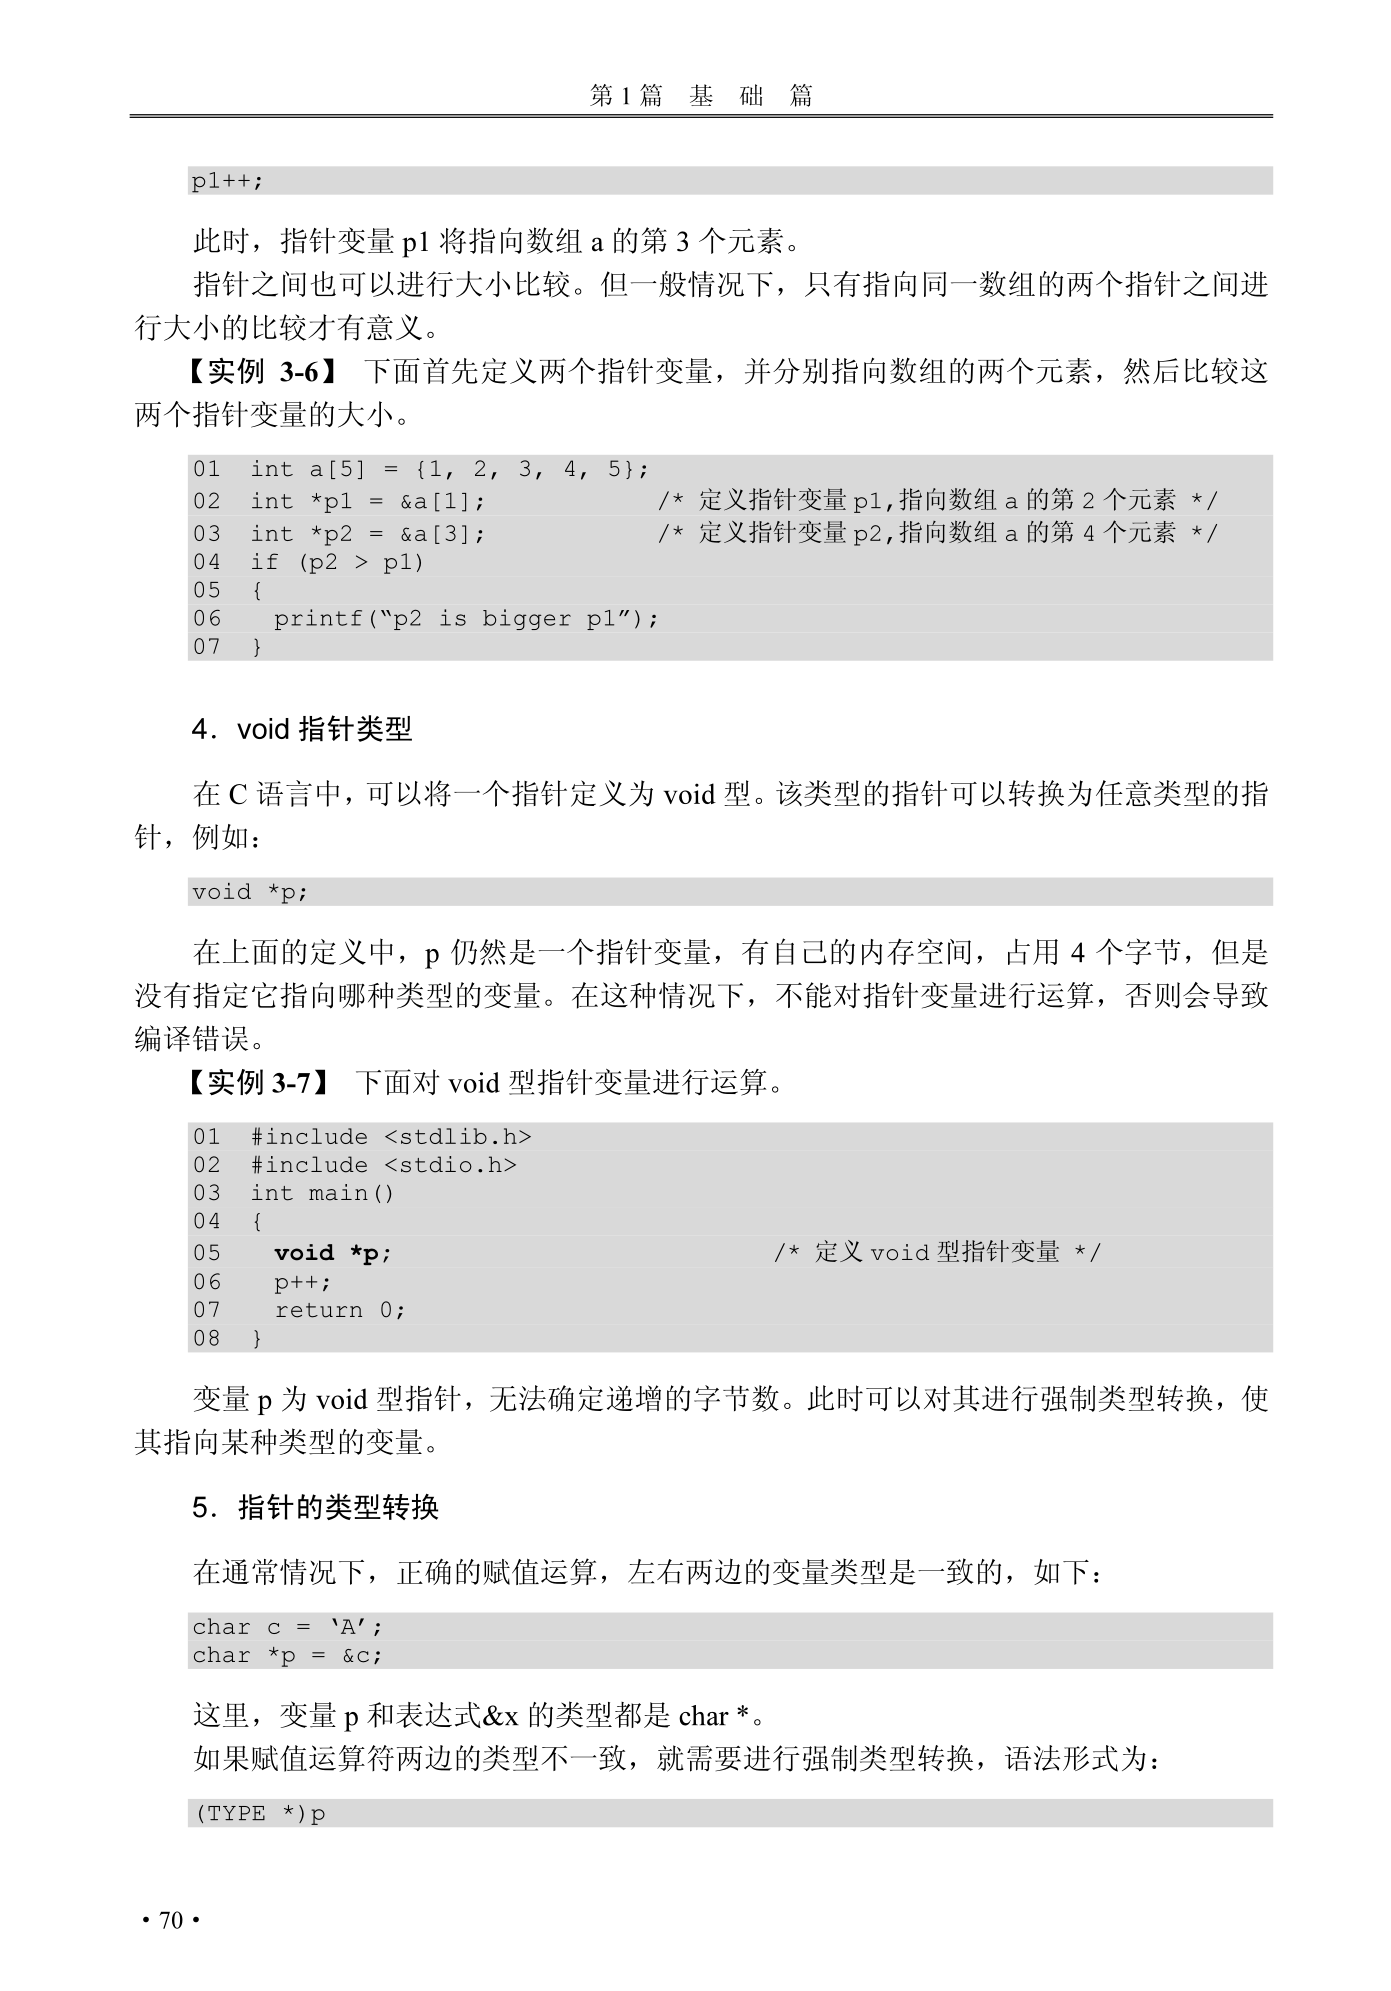 第 1 篇 基 础 篇
p1++;
此时，指针变量 p1 将指向数组 a 的第 3 个元素。
指针之间也可以进行大小比较。但一般情况下，只有指向同一数组的两个指针之间进
行大小的比较才有意义。
【实例 3-6】 下面首先定义两个指针变量，并分别指向数组的两个元素，然后比较这
两个指针变量的大小。
01 int a[5] = {1, 2, 3, 4, 5};
02 int *p1 = &a[1]; /* 定义指针变量 p1,指向数组 a 的第 2 个元素 */
03 int *p2 = &a[3]; /* 定义指针变量 p2,指向数组 a 的第 4 个元素 */
04 if (p2 > p1)
05 {
06 printf(“p2 is bigger p1”);
07 }
4．void 指针类型
在 C 语言中，可以将一个指针定义为 void 型。该类型的指针可以转换为任意类型的指
针，例如：
void *p;
在上面的定义中，p 仍然是一个指针变量，有自己的内存空间，占用 4 个字节，但是
没有指定它指向哪种类型的变量。在这种情况下，不能对指针变量进行运算，否则会导致
编译错误。
【实例 3-7】 下面对 void 型指针变量进行运算。
01 #include <stdlib.h>
02 #include <stdio.h>
03 int main()
04 {
05 void *p; /* 定义 void 型指针变量 */
06 p++;
07 return 0;
08 }
变量 p 为 void 型指针，无法确定递增的字节数。此时可以对其进行强制类型转换，使
其指向某种类型的变量。
5．指针的类型转换
在通常情况下，正确的赋值运算，左右两边的变量类型是一致的，如下：
char c = ‘A’;
char *p = &c;
这里，变量 p 和表达式&x 的类型都是 char *。
如果赋值运算符两边的类型不一致，就需要进行强制类型转换，语法形式为：
(TYPE *)p
·70·